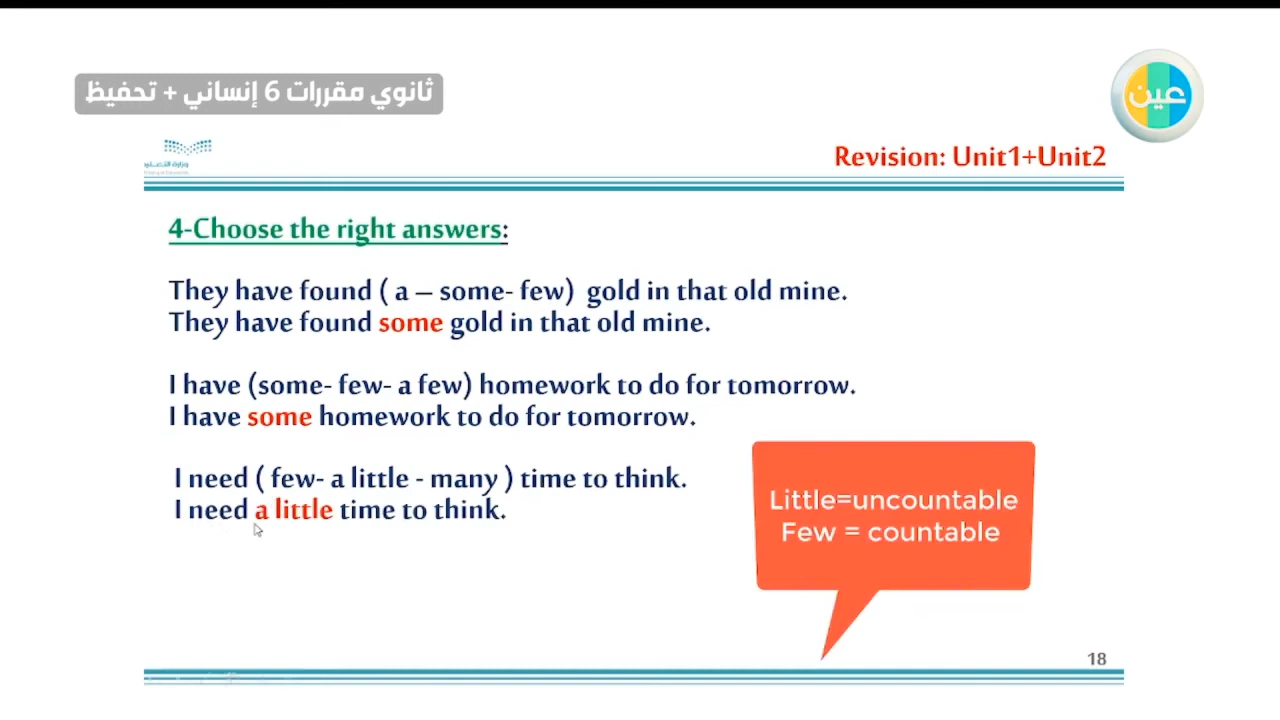 ثانوي مقررات 6 إنساني + تحفيظ
عين
وزارة التعليم
Revision: Unit1+Unit2
4-Choose the right answers:
They have found ( a – some- few) gold in that old mine.
They have found some gold in that old mine.
I have (some- few- a few) homework to do for tomorrow.
I have some homework to do for tomorrow.
I need ( few- a little - many ) time to think.
I need a little time to think.
Little=uncountable
Few = countable
18